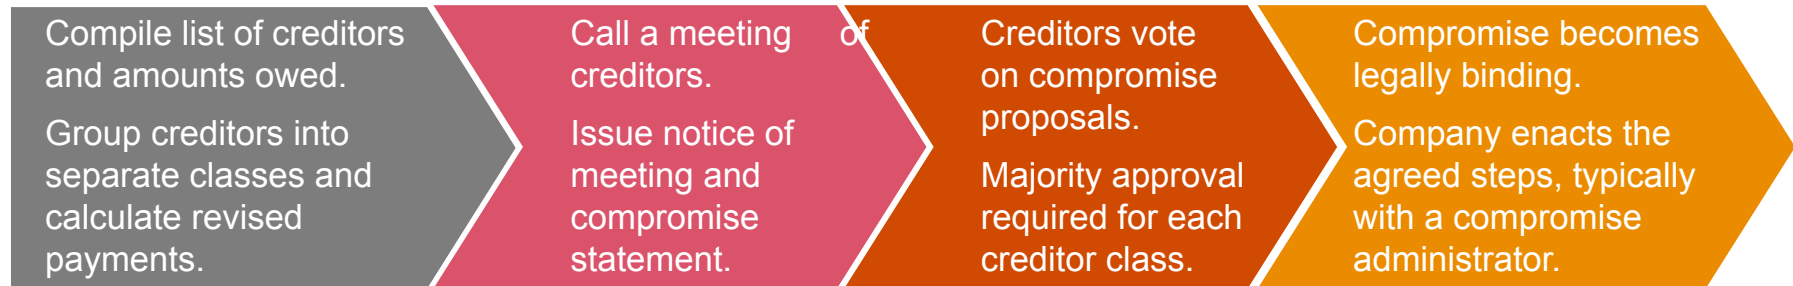 Compile list of creditors
and amounts owed.
Group creditors into
separate classes and
calculate revised
payments.
Call a meeting of
creditors.
Issue notice of
meeting and
compromise
statement.
Creditors vote
on compromise
proposals.
Majority approval
required for each
creditor class.
Compromise becomes
legally binding.
Company enacts the
agreed steps, typically
with a compromise
administrator.